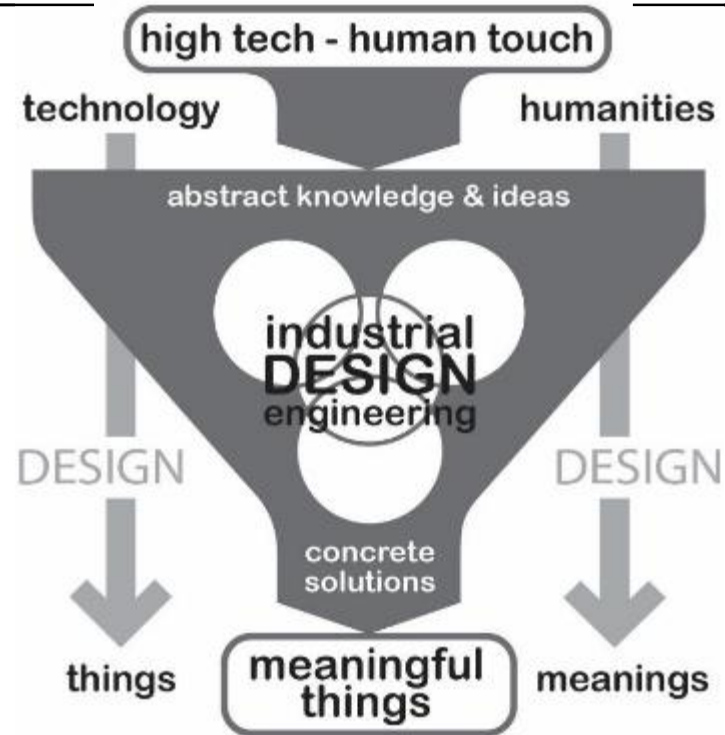 high tech - human touch
technology
humanities
abstract knowledge & ideas
industrial
DESIGN
engineering
DESIGN
DESIGN
concrete
solutions
things
meaningful
things
meanings